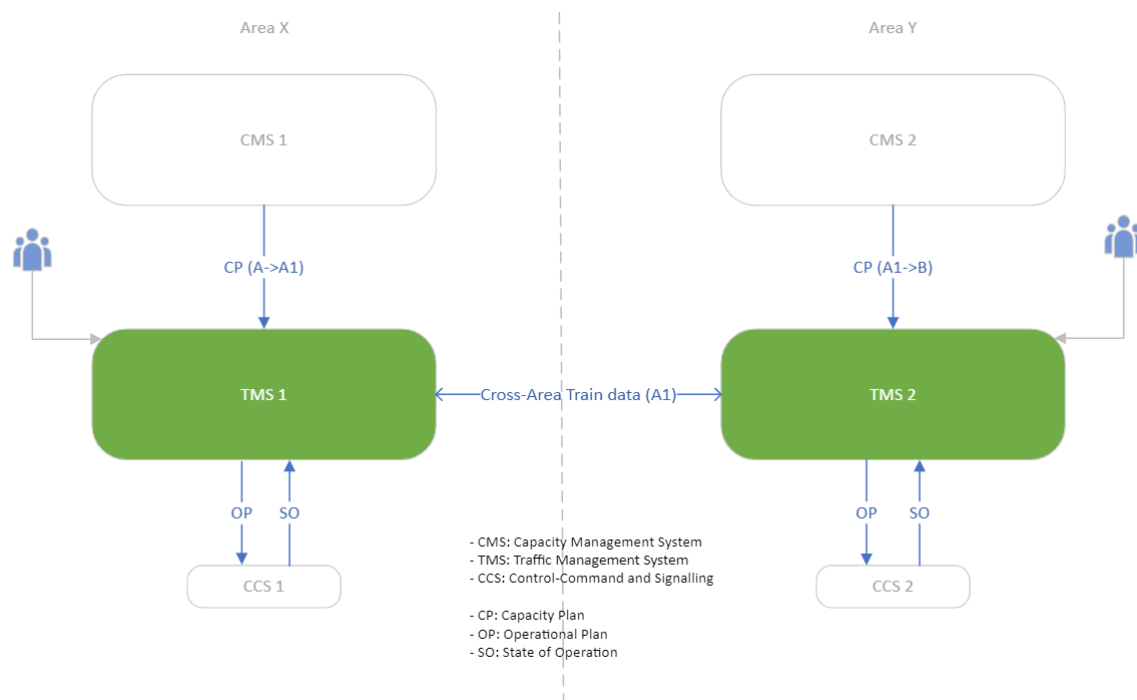 Area X
Area Y
CMS 1
CMS 2
CP (A->A1)
CP (A1->B)
TMS 1
Cross-Area Train data (A1)
TMS 2
OP
SO
OP
SO
- CMS: Capacity Management System
- TMS: Traffic Management System
- CCS: Control-Command and Signalling
CCS 1
CCS 2
- CP: Capacity Plan
- OP: Operational Plan
- SO: State of Operation